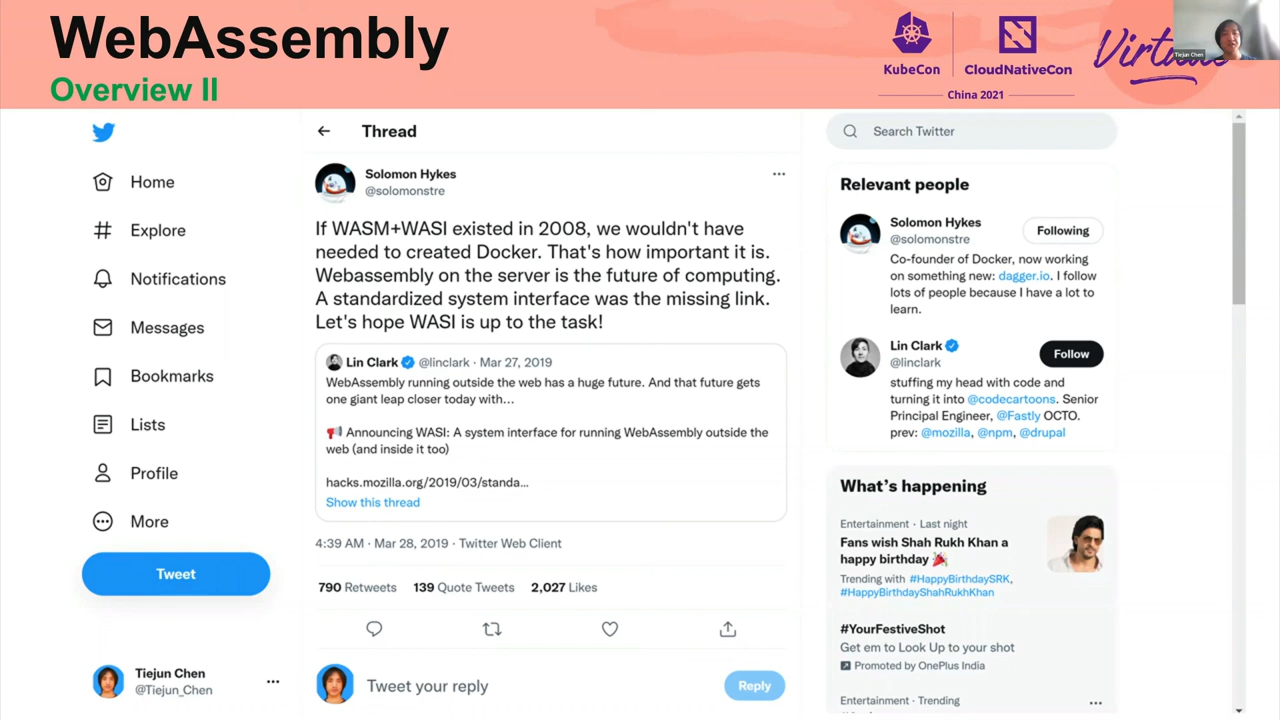 WebAssembly
Overview II
KubeCon
CloudNativeCon
China 2021
Tiejun Chen
Home
Explore
Notifications
Messages
Bookmarks
Lists
Profile
More
Tweet
Tiejun Chen
@Tiejun_Chen
Thread
Solomon Hykes
@solomonstre
If WASM+WASI existed in 2008, we wouldn't have
needed to created Docker. That's how important it is.
Webassembly on the server is the future of computing.
A standardized system interface was the missing link.
Let's hope WASI is up to the task!
Lin Clark @linclark · Mar 27, 2019
WebAssembly running outside the web has a huge future. And that future gets
one giant leap closer today with...
Announcing WASI: A system interface for running WebAssembly outside the
web (and inside it too)
hacks.mozilla.org/2019/03/standa...
Show this thread
4:39 AM · Mar 28, 2019 · Twitter Web Client
790 Retweets 139 Quote Tweets 2,027 Likes
Tweet your reply
Reply
Search Twitter
Relevant people
Solomon Hykes
@solomonstre
Following
Co-founder of Docker, now working
on something new: dagger.io. I follow
lots of people because I have a lot to
learn.
Lin Clark
@linclark
Follow
stuffing my head with code and
turning it into @codecartoons. Senior
Principal Engineer, @Fastly OCTO.
prev: @mozilla, @npm, @drupal
What's happening
Entertainment · Last night
Fans wish Shah Rukh Khan a
happy birthday
Trending with #HappyBirthdaySRK,
#HappyBirthdayShahRukhKhan
#YourFestiveShot
Get em to Look Up to your shot
Promoted by OnePlus India
Entertainment · Trending